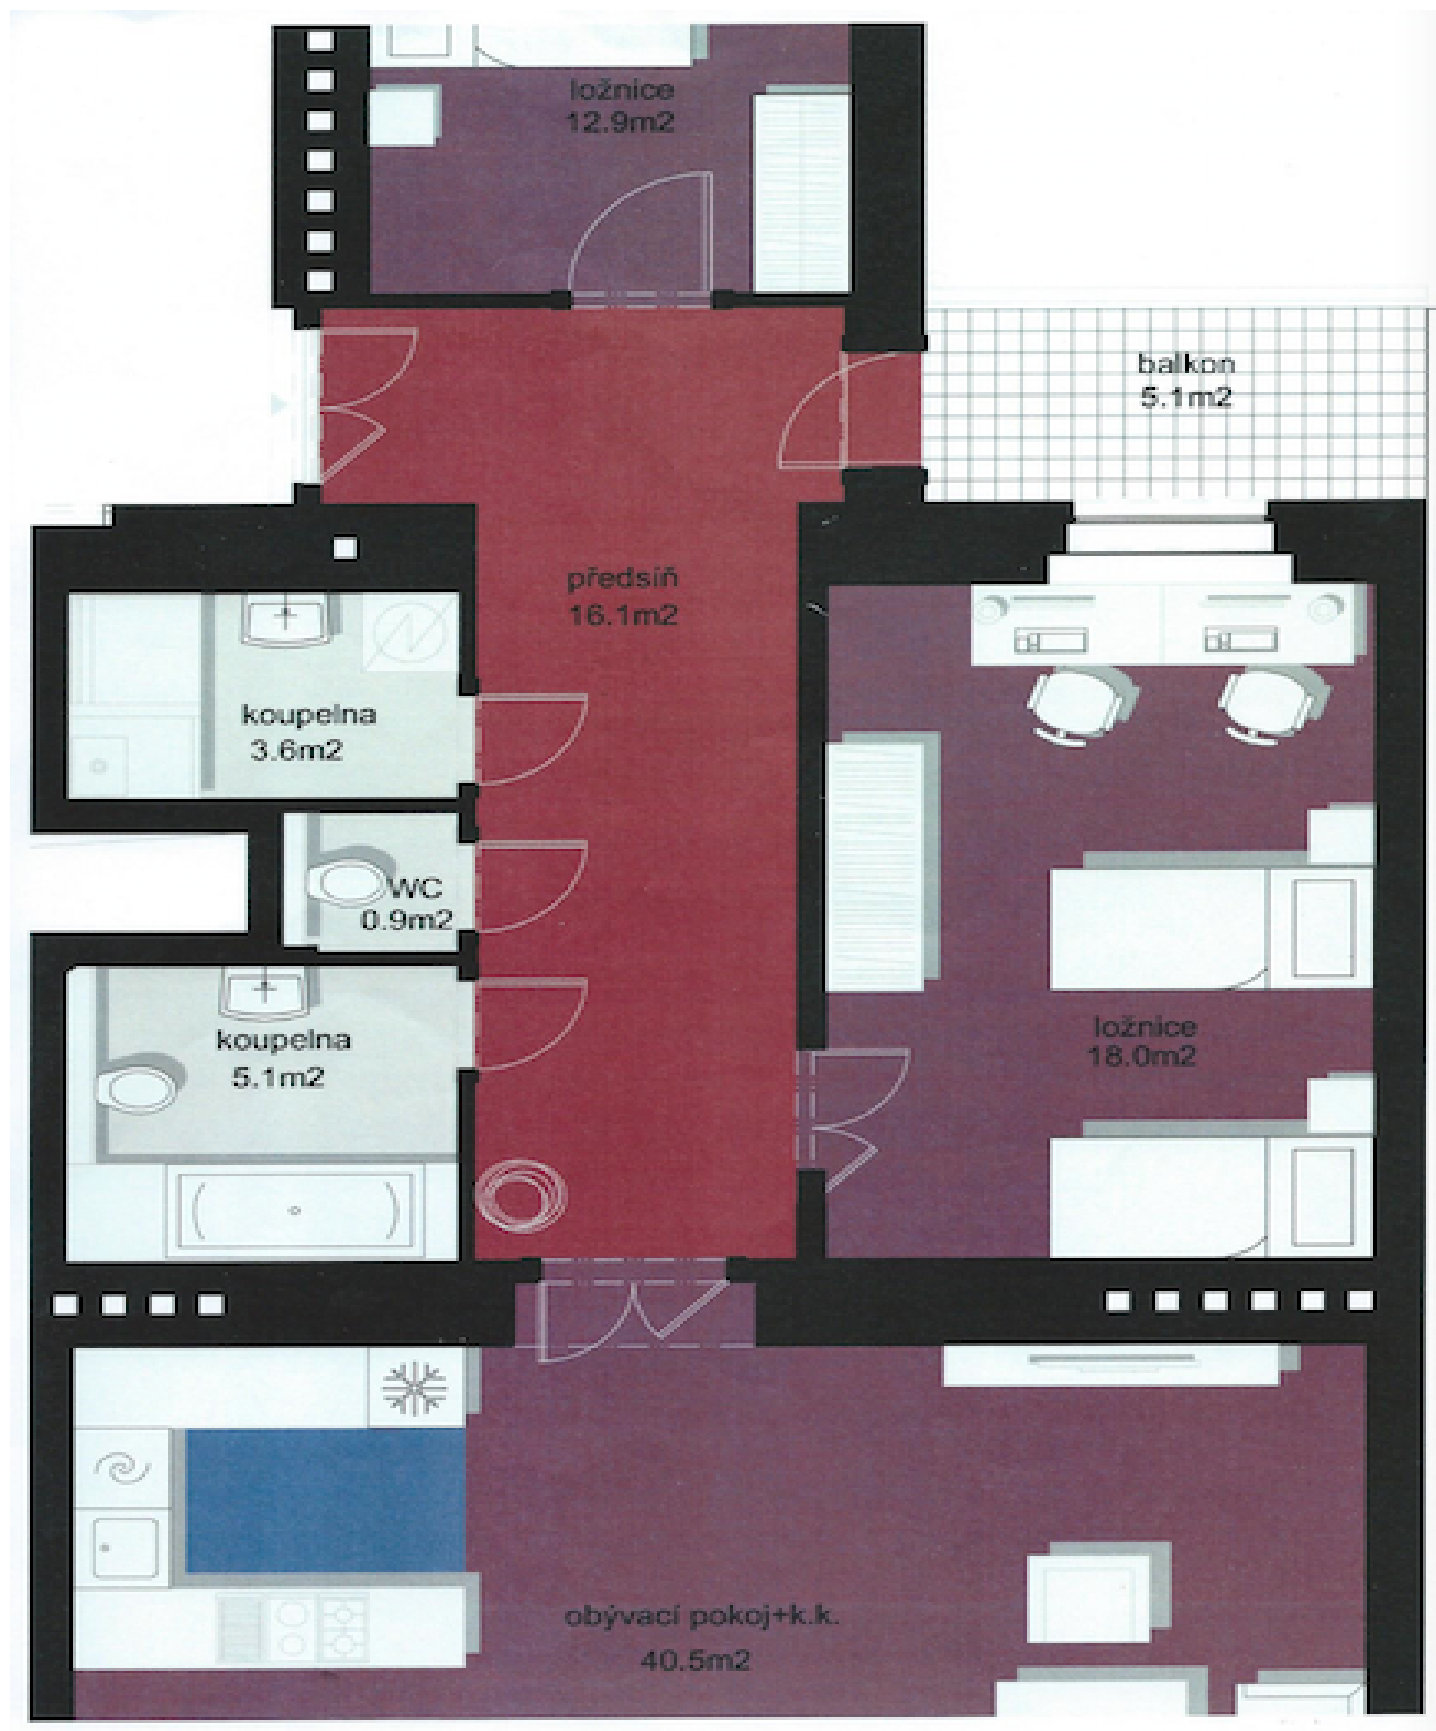 ložnice
12.9m2
balkon
5.1m2
předsíň
16.1m2
koupelna
3.6m2
WC
0.9m2
koupelna
5.1m2
ložnice
18.0m2
obývací pokoj+k.k.
40.5m2